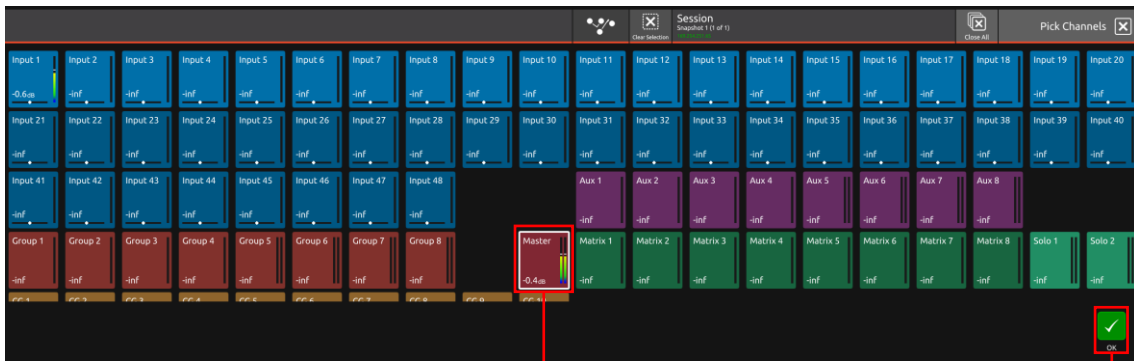 Session
Snapshot 1 (1 of 1)
Clear Selection
Close All
Pick Channels
Input 1 Input 2 Input 3 Input 4 Input 5 Input 6 Input 7 Input 8 Input 9 Input 10 Input 11 Input 12 Input 13 Input 14 Input 15 Input 16 Input 17 Input 18 Input 19 Input 20
-0.6dB -inf -inf -inf -inf -inf -inf -inf -inf -inf -inf -inf -inf -inf -inf -inf -inf -inf -inf -inf
Input 21 Input 22 Input 23 Input 24 Input 25 Input 26 Input 27 Input 28 Input 29 Input 30 Input 31 Input 32 Input 33 Input 34 Input 35 Input 36 Input 37 Input 38 Input 39 Input 40
-inf -inf -inf -inf -inf -inf -inf -inf -inf -inf -inf -inf -inf -inf -inf -inf -inf -inf -inf -inf
Input 41 Input 42 Input 43 Input 44 Input 45 Input 46 Input 47 Input 48 Aux 1 Aux 2 Aux 3 Aux 4 Aux 5 Aux 6 Aux 7 Aux 8
-inf -inf -inf -inf -inf -inf -inf -inf -inf -inf -inf -inf -inf -inf -inf -inf
Group 1 Group 2 Group 3 Group 4 Group 5 Group 6 Group 7 Group 8 Master Matrix 1 Matrix 2 Matrix 3 Matrix 4 Matrix 5 Matrix 6 Matrix 7 Matrix 8 Solo 1 Solo 2
-inf -inf -inf -inf -inf -inf -inf -inf -0.4dB -inf -inf -inf -inf -inf -inf -inf -inf -inf -inf
OK